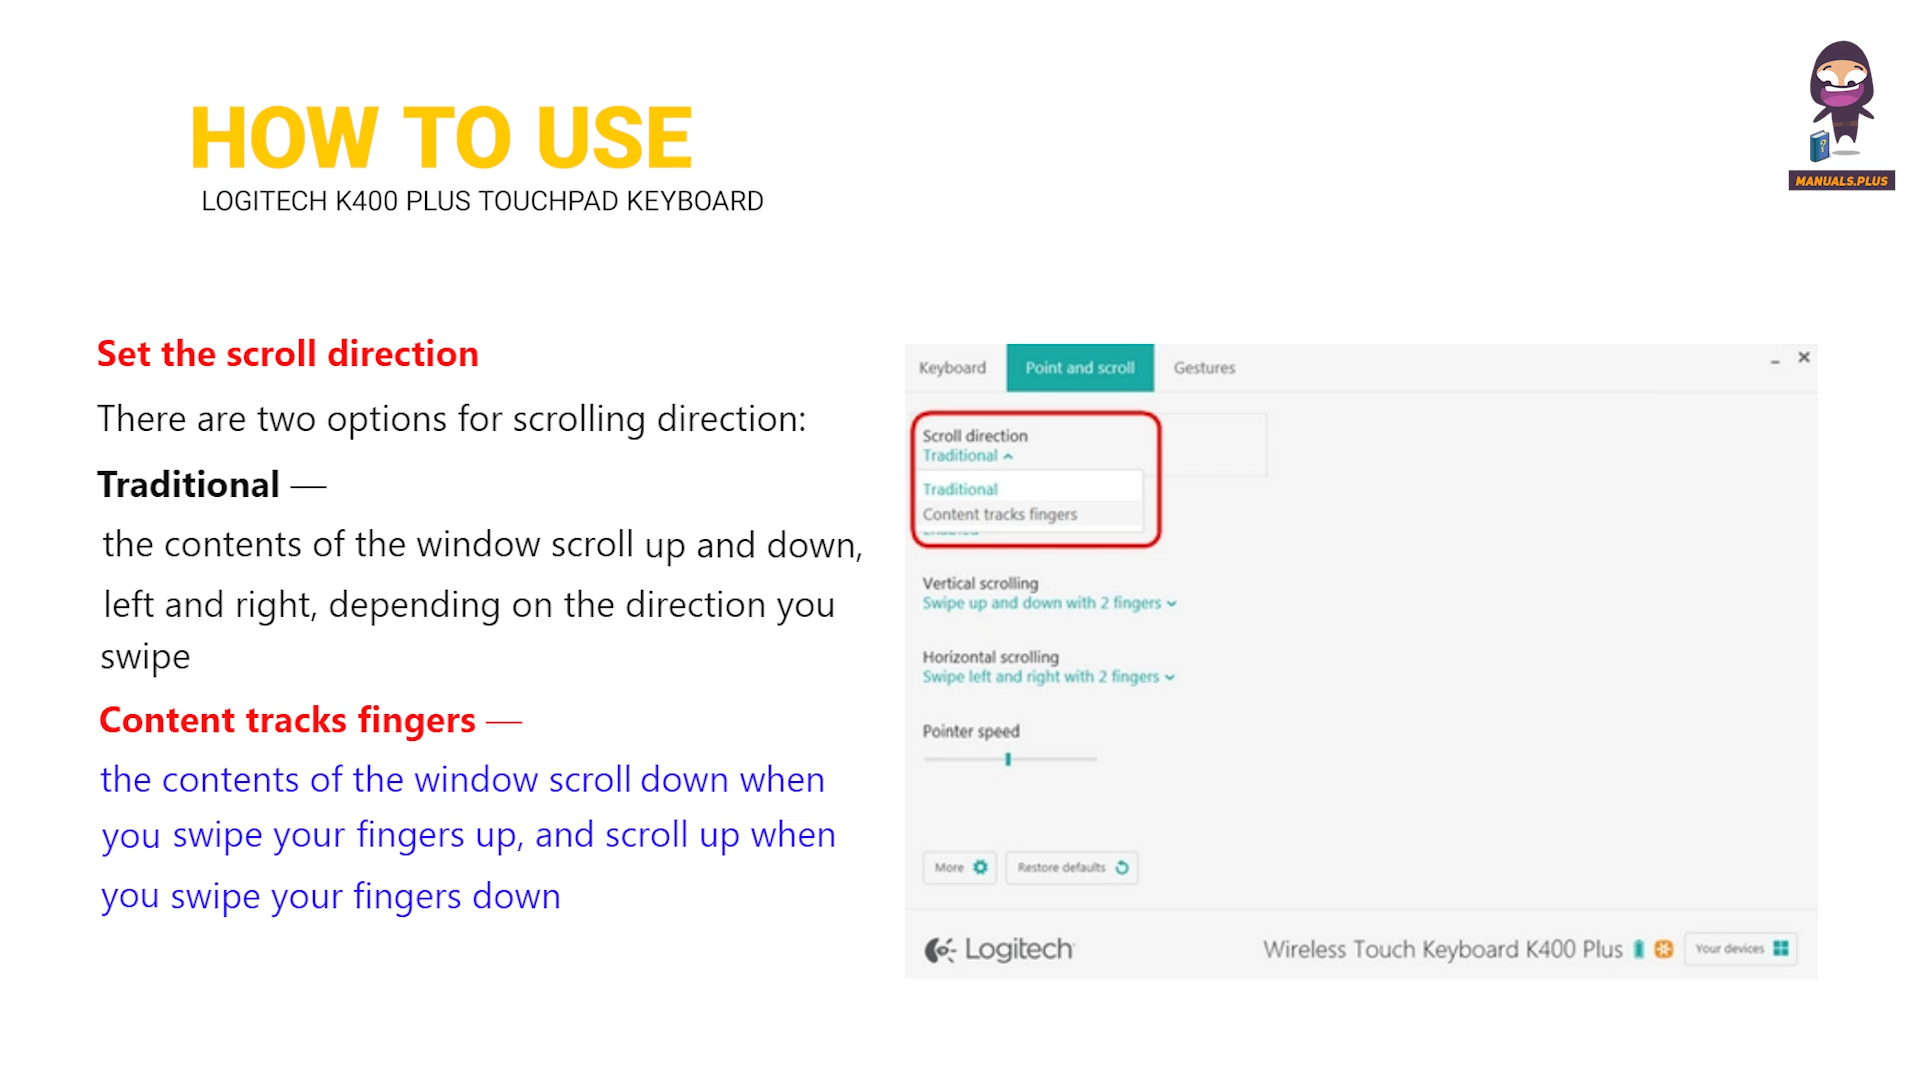 HOW TO USE
LOGITECH K400 PLUS TOUCHPAD KEYBOARD
MANUALS.PLUS
Set the scroll direction
There are two options for scrolling direction:
Traditional —
the contents of the window scroll up and down,
left and right, depending on the direction you
swipe
Content tracks fingers —
the contents of the window scroll down when
you swipe your fingers up, and scroll up when
you swipe your fingers down
Keyboard Point and scroll Gestures
Scroll direction
Traditional
Traditional
Content tracks fingers
Vertical scrolling
Swipe up and down with 2 fingers
Horizontal scrolling
Swipe left and right with 2 fingers
Pointer speed
More Restore defaults
Logitech Wireless Touch Keyboard K400 Plus Your devices